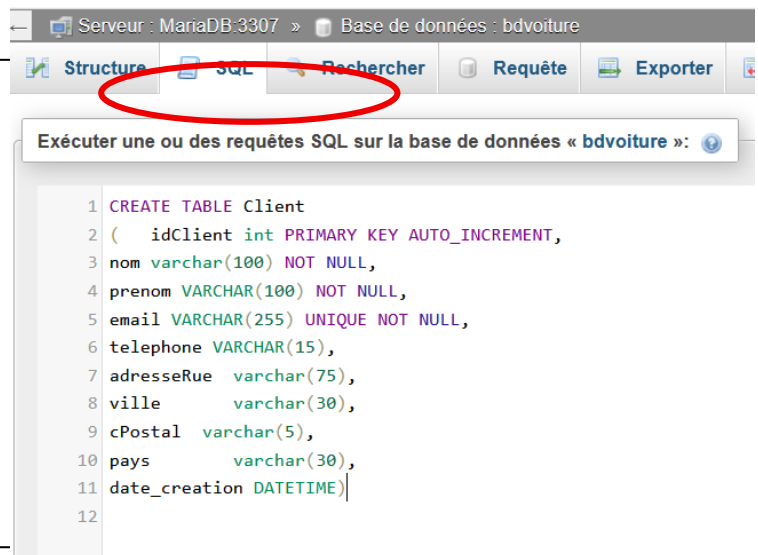 ← Serveur : MariaDB:3307 » Base de données : bdvoiture
Structure SQL Rechercher Requête Exporter
Exécuter une ou des requêtes SQL sur la base de données « bdvoiture »:
1 CREATE TABLE Client
2 ( idClient int PRIMARY KEY AUTO_INCREMENT,
3 nom varchar(100) NOT NULL,
4 prenom VARCHAR(100) NOT NULL,
5 email VARCHAR(255) UNIQUE NOT NULL,
6 telephone VARCHAR(15),
7 adresseRue varchar(75),
8 ville varchar(30),
9 cPostal varchar(5),
10 pays varchar(30),
11 date_creation DATETIME)
12